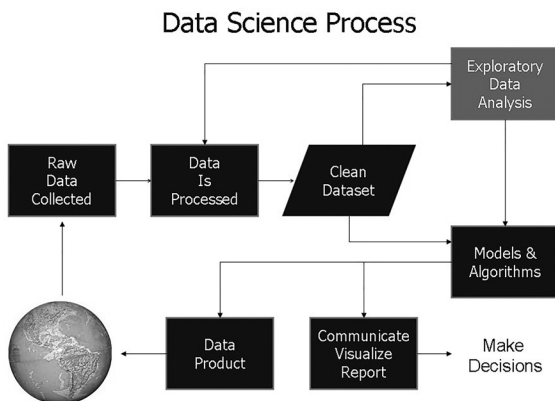 Data Science Process
Exploratory
Data
Analysis
Raw
Data
Collected
Data
Is
Processed
Clean
Dataset
Models &
Algorithms
Data
Product
Communicate
Visualize
Report
Make
Decisions